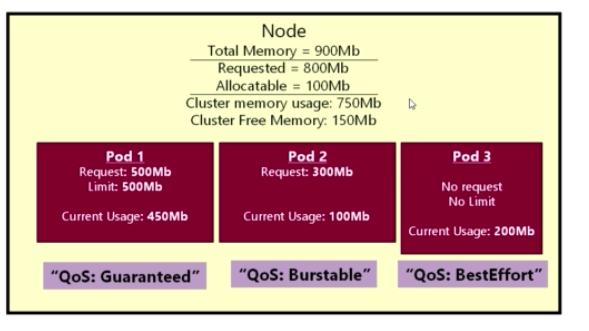 Node
Total Memory = 900Mb
Requested = 800Mb
Allocatable = 100Mb
Cluster memory usage: 750Mb
Cluster Free Memory: 150Mb
Pod 1
Request: 500Mb
Limit: 500Mb
Current Usage: 450Mb
Pod 2
Request: 300Mb
Current Usage: 100Mb
Pod 3
No request
No Limit
Current Usage: 200Mb
“QoS: Guaranteed”
“QoS: Burstable”
“QoS: BestEffort”